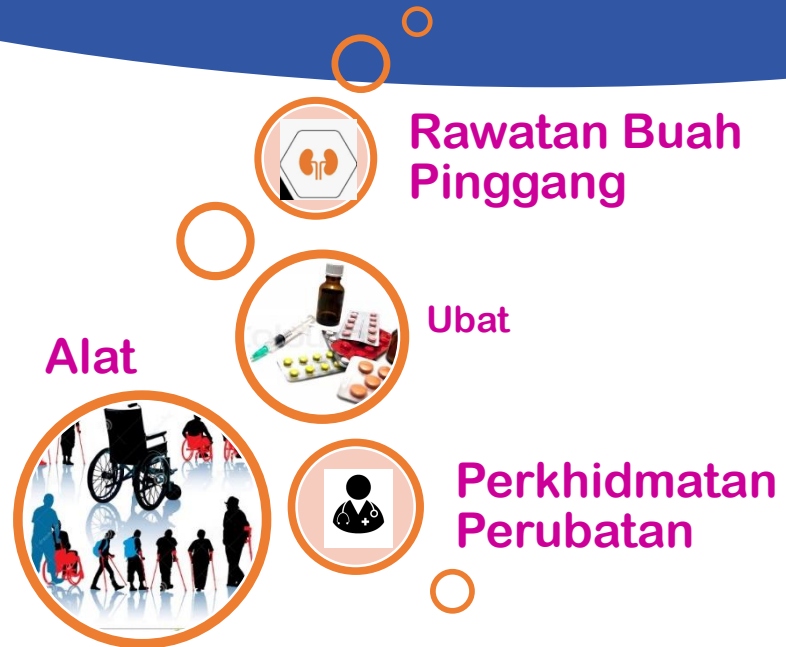 Rawatan Buah
Pinggang
Ubat
Alat
Perkhidmatan
Perubatan